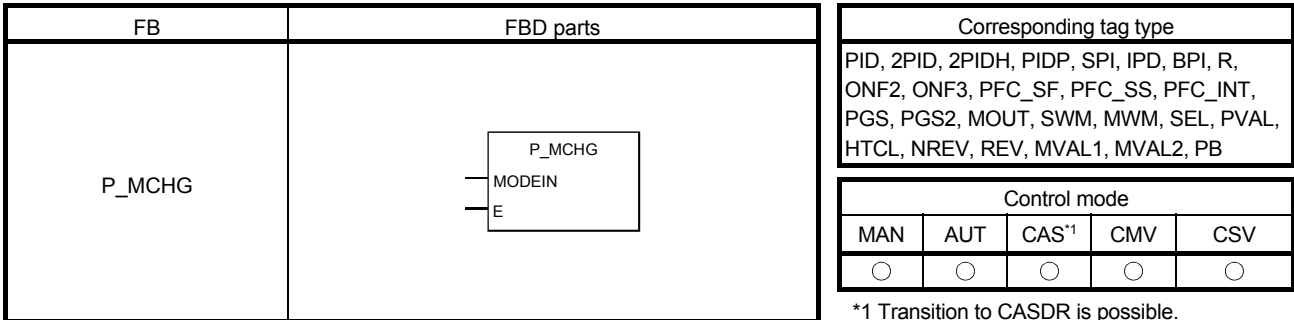 FB
FBD parts
P_MCHG
P_MCHG
MODEIN
E
Corresponding tag type
PID, 2PID, 2PIDH, PIDP, SPI, IPD, BPI, R,
ONF2, ONF3, PFC_SF, PFC_SS, PFC_INT,
PGS, PGS2, MOUT, SWM, MWM, SEL, PVAL,
HTCL, NREV, REV, MVAL1, MVAL2, PB
Control mode
MAN AUT CAS*1 CMV CSV
○ ○ ○ ○ ○
*1 Transition to CASDR is possible.